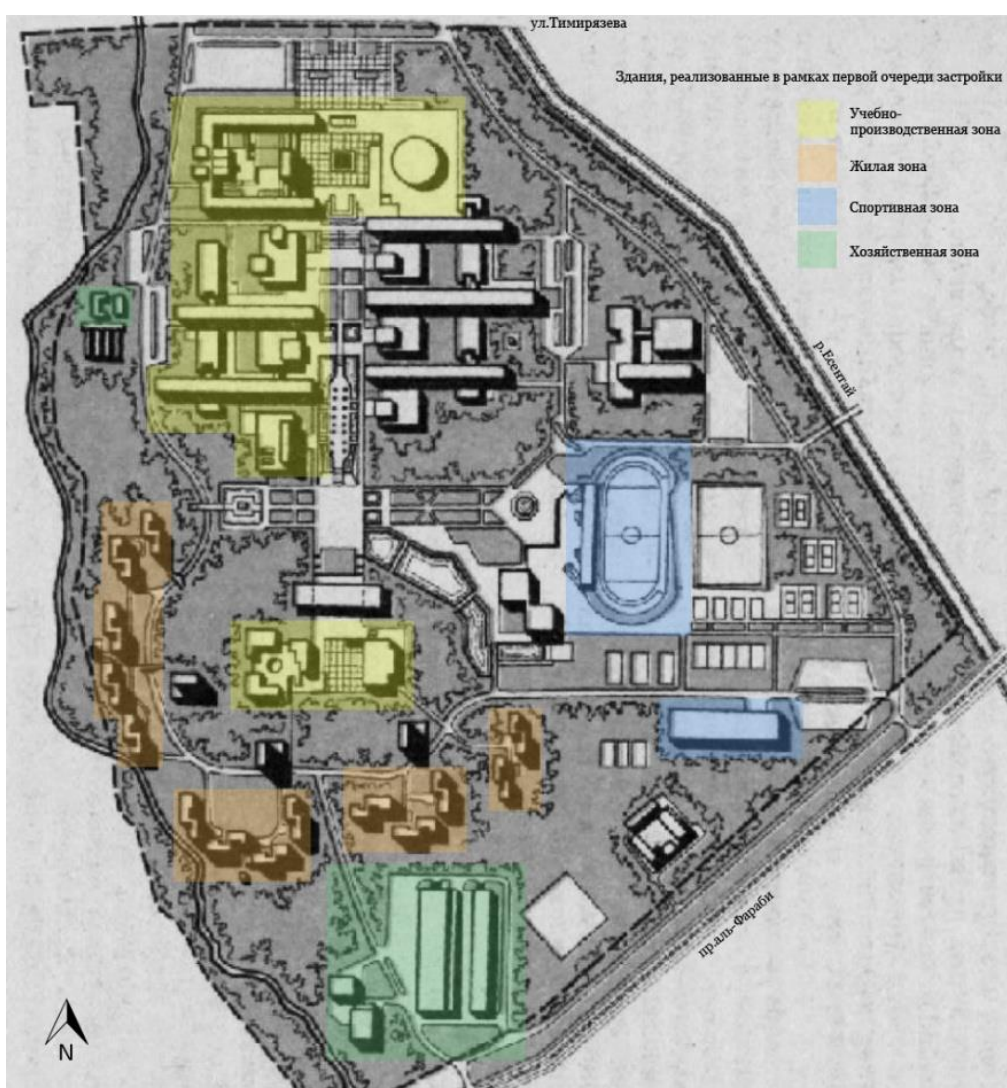 ул.Тимирязева
Здания, реализованные в рамках первой очереди застройки
Учебно-
производственная зона
Жилая зона
Спортивная зона
Хозяйственная зона
р.Есентай
пр.аль-Фараби
N